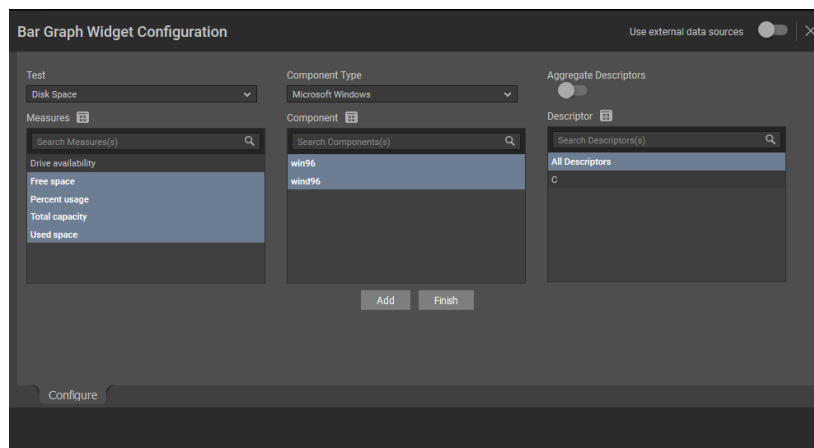 Bar Graph Widget Configuration
Use external data sources
Test
Disk Space
Measures
Search Measures(s)
Drive availability
Free space
Percent usage
Total capacity
Used space
Component Type
Microsoft Windows
Component
Search Components(s)
win96
wind96
Aggregate Descriptors
Descriptor
Search Descriptors(s)
All Descriptors
C
Add
Finish
Configure